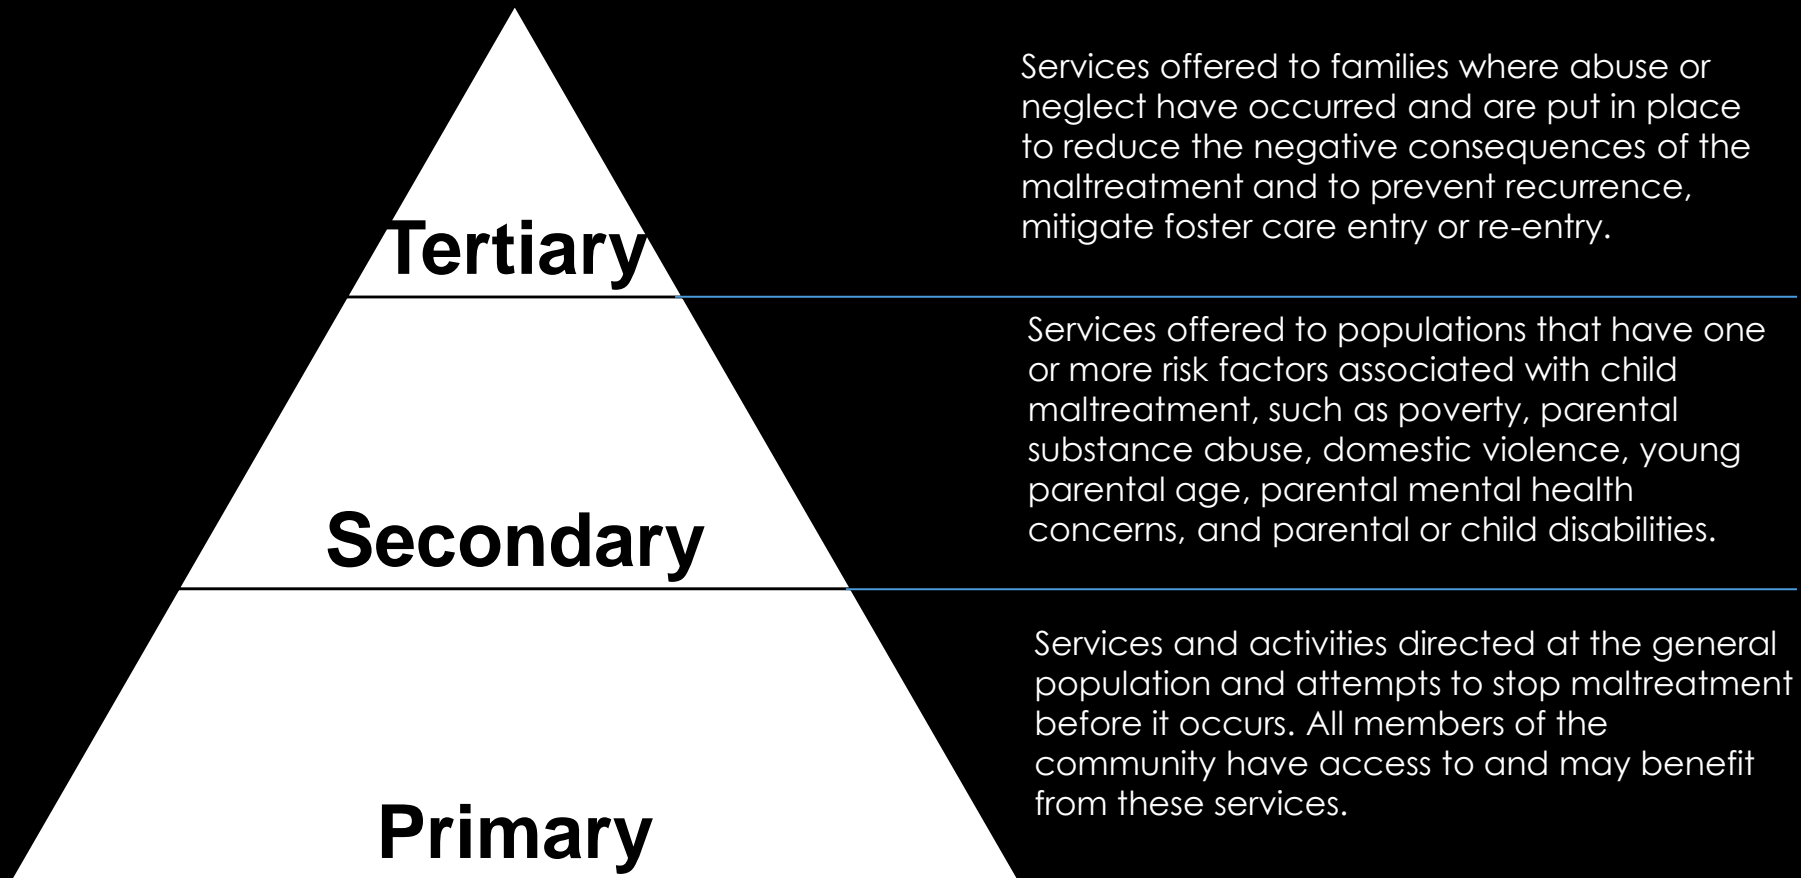 Services offered to families where abuse or
neglect have occurred and are put in place
to reduce the negative consequences of the
maltreatment and to prevent recurrence,
mitigate foster care entry or re-entry.
Tertiary
Services offered to populations that have one
or more risk factors associated with child
maltreatment, such as poverty, parental
substance abuse, domestic violence, young
parental age, parental mental health
concerns, and parental or child disabilities.
Secondary
Services and activities directed at the general
population and attempts to stop maltreatment
before it occurs. All members of the
community have access to and may benefit
from these services.
Primary